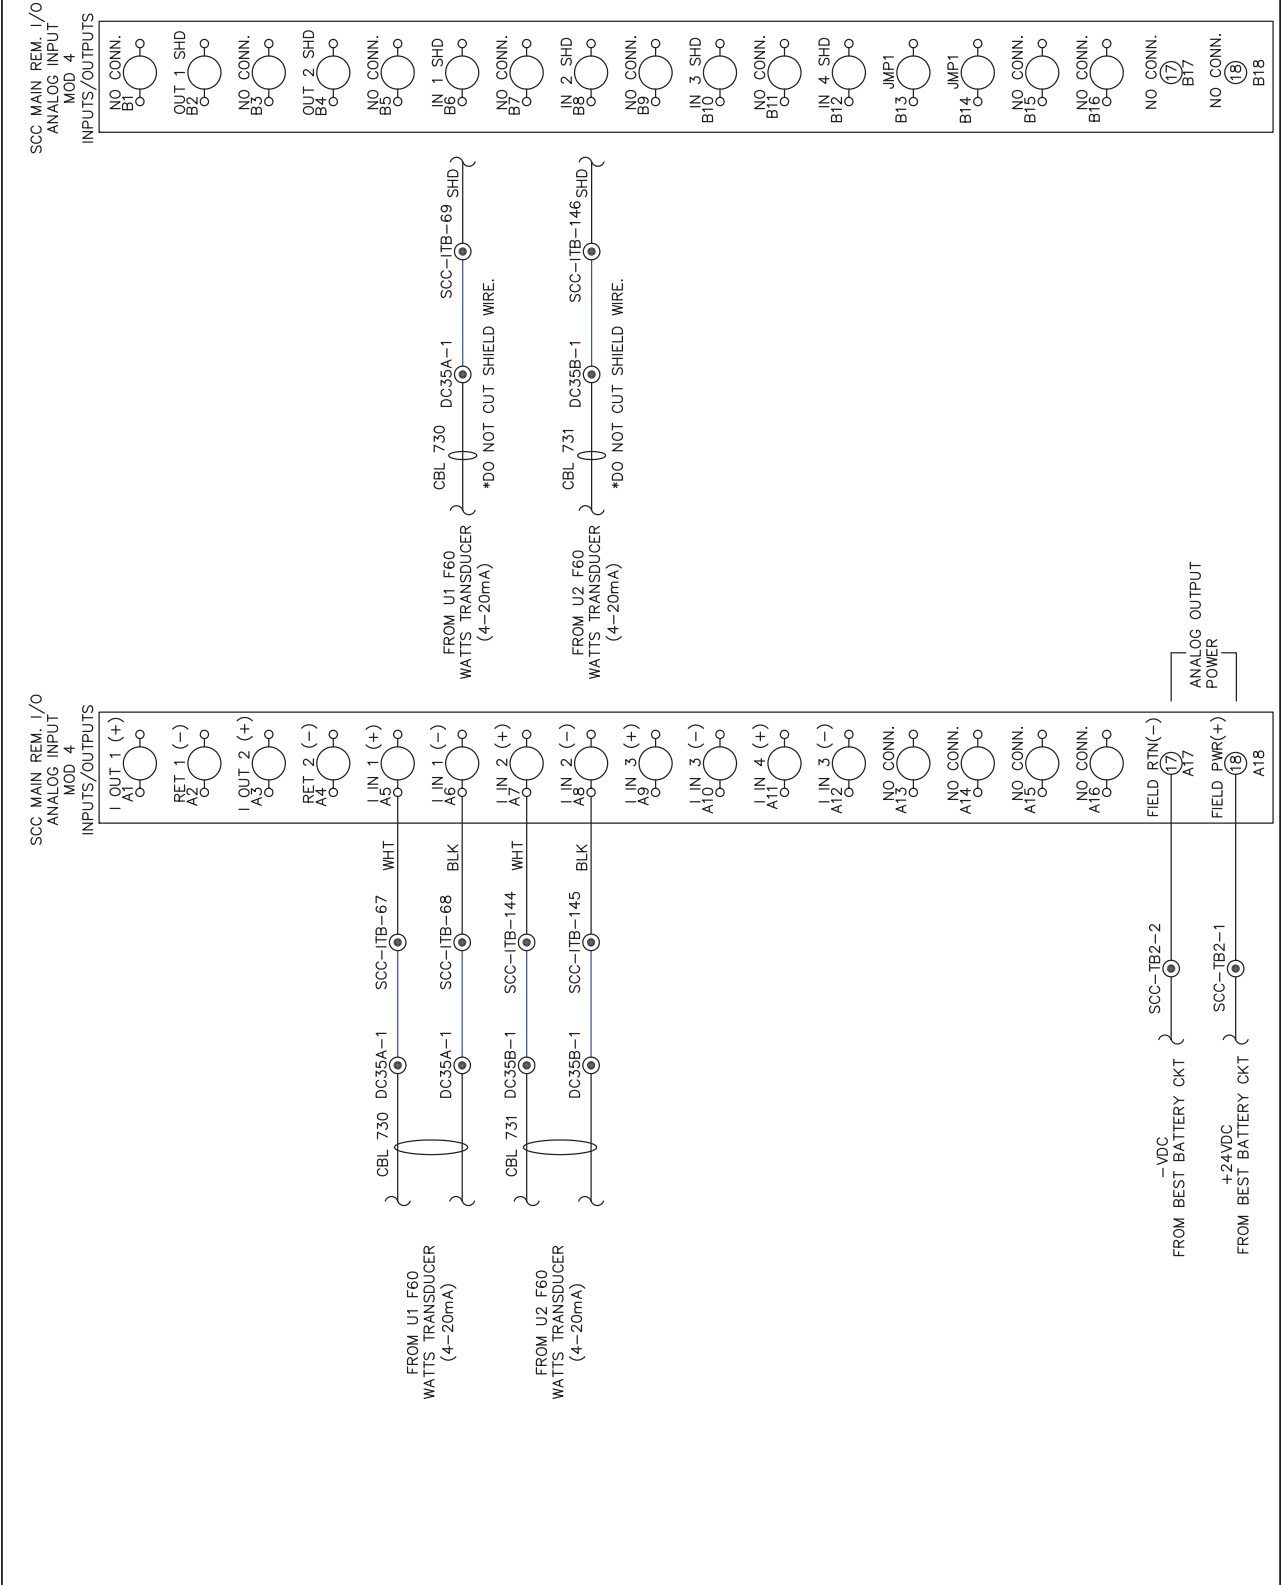 SCC MAIN REM. I/O
ANALOG INPUT
MOD 4
INPUTS/OUTPUTS
I OUT 1 (+)
A1
RET 1 (-)
A2
I OUT 2 (+)
A3
RET 2 (-)
A4
I IN 1 (+)
A5
I IN 1 (-)
A6
I IN 2 (+)
A7
I IN 2 (-)
A8
I IN 3 (+)
A9
I IN 3 (-)
A10
I IN 4 (+)
A11
I IN 3 (-)
A12
NO CONN.
A13
NO CONN.
A14
NO CONN.
A15
NO CONN.
A16
FIELD RTN(-)
17
A17
FIELD PWR(+)
18
A18
WHT
SCC-ITB-67
DC35A-1
CBL 730
BLK
SCC-ITB-68
DC35A-1
WHT
SCC-ITB-144
DC35B-1
CBL 731
BLK
SCC-ITB-145
DC35B-1
FROM U1 F60
WATTS TRANSDUCER
(4-20mA)
FROM U2 F60
WATTS TRANSDUCER
(4-20mA)
SCC-TB2-2
-VDC
FROM BEST BATTERY CKT
SCC-TB2-1
+24VDC
FROM BEST BATTERY CKT
ANALOG OUTPUT
POWER
SCC MAIN REM. I/O
ANALOG INPUT
MOD 4
INPUTS/OUTPUTS
NO CONN.
B1
OUT 1 SHD
B2
NO CONN.
B3
OUT 2 SHD
B4
NO CONN.
B5
IN 1 SHD
B6
NO CONN.
B7
IN 2 SHD
B8
NO CONN.
B9
IN 3 SHD
B10
NO CONN.
B11
IN 4 SHD
B12
JMP1
B13
JMP1
B14
NO CONN.
B15
NO CONN.
B16
NO CONN.
17
B17
NO CONN.
18
B18
FROM U1 F60
WATTS TRANSDUCER
(4-20mA)
CBL 730
DC35A-1
SCC-ITB-69
SHD
*DO NOT CUT SHIELD WIRE.
FROM U2 F60
WATTS TRANSDUCER
(4-20mA)
CBL 731
DC35B-1
SCC-ITB-146
SHD
*DO NOT CUT SHIELD WIRE.